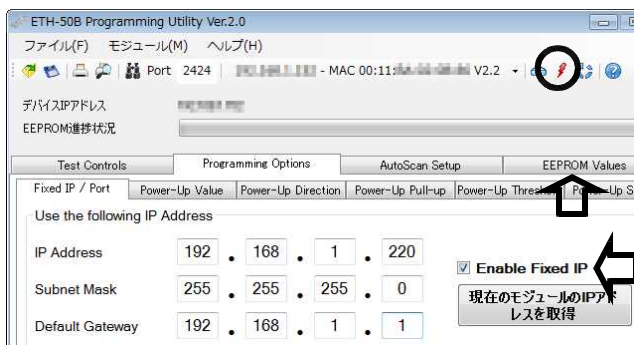 ETH-50B Programming Utility Ver.2.0
ファイル(F) モジュール(M) ヘルプ(H)
Port 2424 - MAC 00:11: V2.2
デバイスIPアドレス
EEPROM進捗状況
Test Controls Programming Options AutoScan Setup EEPROM Values
Fixed IP / Port Power-Up Value Power-Up Direction Power-Up Pull-up Power-Up
Use the following IP Address
IP Address 192 . 168 . 1 . 220
Enable Fixed IP
Subnet Mask 255 . 255 . 255 . 0
現在のモジュールのIPアドレスを取得
Default Gateway 192 . 168 . 1 . 1